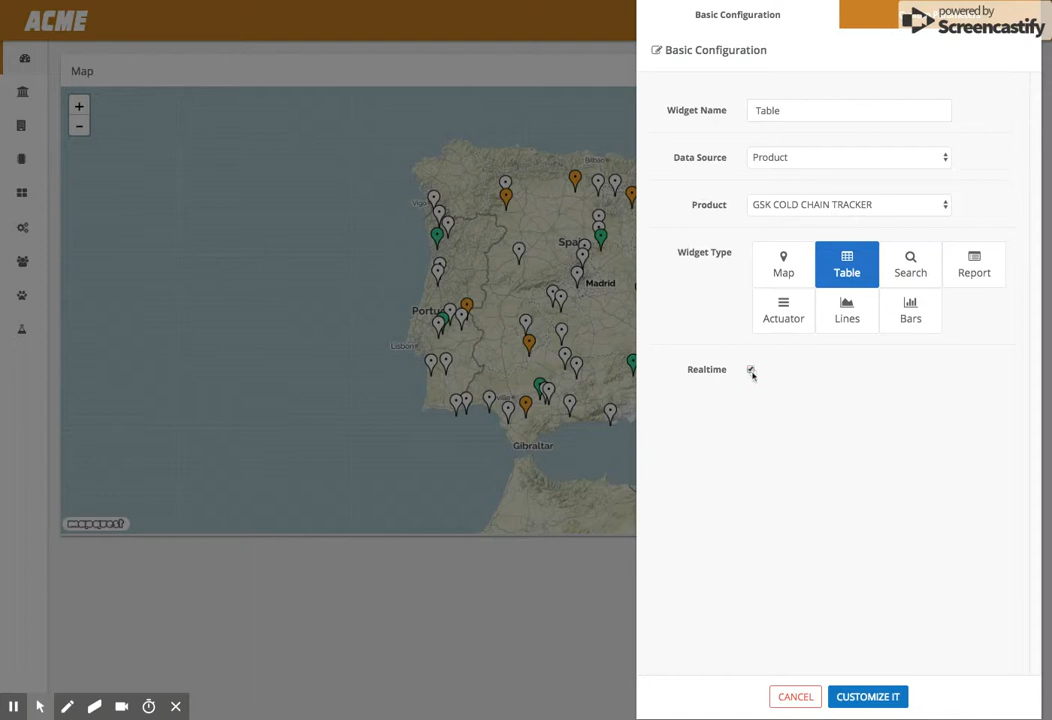 ACME
Basic Configuration
powered by
Screencastify
Basic Configuration
Map
+
−
Widget Name
Table
Data Source
Product
Product
GSK COLD CHAIN TRACKER
Widget Type
Map
Table
Search
Report
Actuator
Lines
Bars
Realtime
Bilbao
Vigo
Spa
Madrid
Portu
Lisbon
ville
Gibraltar
mapquest
CANCEL
CUSTOMIZE IT